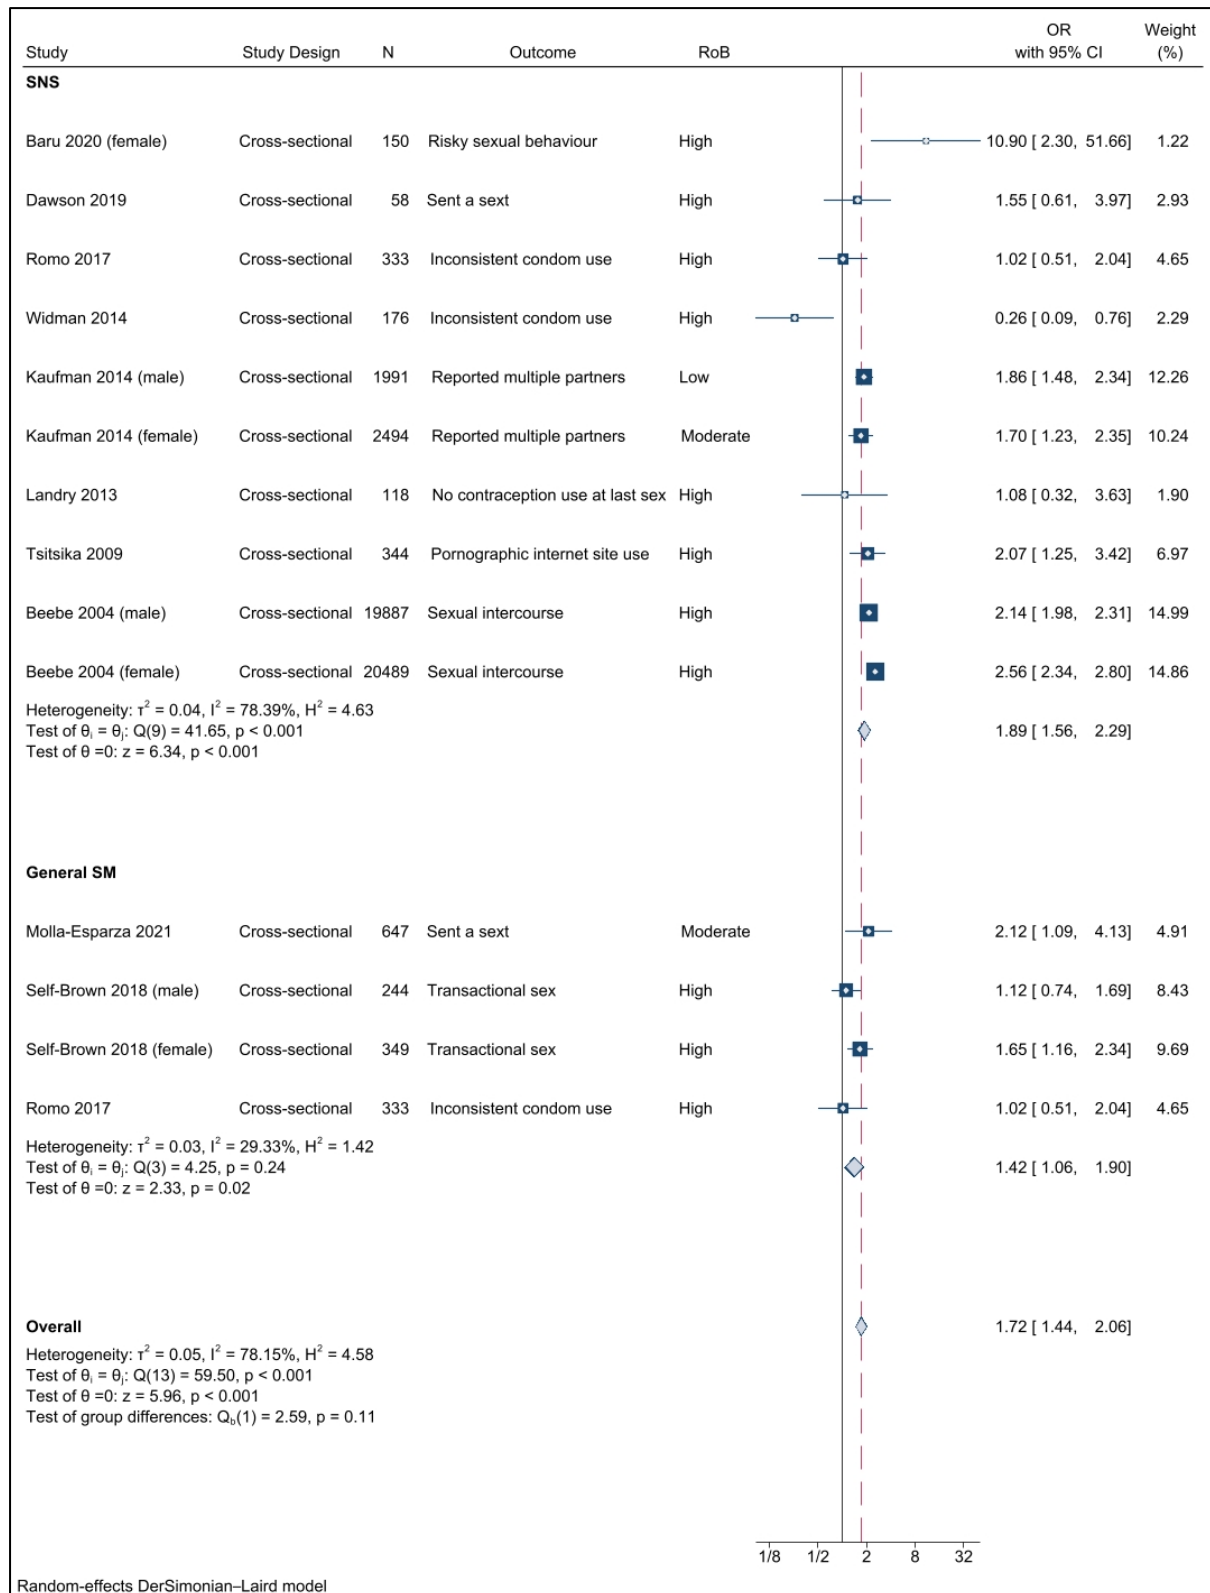 OR Weight
Study Study Design N Outcome RoB with 95% CI (%)
SNS
Baru 2020 (female) Cross-sectional 150 Risky sexual behaviour High 10.90 [ 2.30, 51.66] 1.22
Dawson 2019 Cross-sectional 58 Sent a sext High 1.55 [ 0.61, 3.97] 2.93
Romo 2017 Cross-sectional 333 Inconsistent condom use High 1.02 [ 0.51, 2.04] 4.65
Widman 2014 Cross-sectional 176 Inconsistent condom use High 0.26 [ 0.09, 0.76] 2.29
Kaufman 2014 (male) Cross-sectional 1991 Reported multiple partners Low 1.86 [ 1.48, 2.34] 12.26
Kaufman 2014 (female) Cross-sectional 2494 Reported multiple partners Moderate 1.70 [ 1.23, 2.35] 10.24
Landry 2013 Cross-sectional 118 No contraception use at last sex High 1.08 [ 0.32, 3.63] 1.90
Tsitsika 2009 Cross-sectional 344 Pornographic internet site use High 2.07 [ 1.25, 3.42] 6.97
Beebe 2004 (male) Cross-sectional 19887 Sexual intercourse High 2.14 [ 1.98, 2.31] 14.99
Beebe 2004 (female) Cross-sectional 20489 Sexual intercourse High 2.56 [ 2.34, 2.80] 14.86
Heterogeneity: τ² = 0.04, I² = 78.39%, H² = 4.63
Test of θᵢ = θⱼ: Q(9) = 41.65, p < 0.001 1.89 [ 1.56, 2.29]
Test of θ =0: z = 6.34, p < 0.001
General SM
Molla-Esparza 2021 Cross-sectional 647 Sent a sext Moderate 2.12 [ 1.09, 4.13] 4.91
Self-Brown 2018 (male) Cross-sectional 244 Transactional sex High 1.12 [ 0.74, 1.69] 8.43
Self-Brown 2018 (female) Cross-sectional 349 Transactional sex High 1.65 [ 1.16, 2.34] 9.69
Romo 2017 Cross-sectional 333 Inconsistent condom use High 1.02 [ 0.51, 2.04] 4.65
Heterogeneity: τ² = 0.03, I² = 29.33%, H² = 1.42
Test of θᵢ = θⱼ: Q(3) = 4.25, p = 0.24 1.42 [ 1.06, 1.90]
Test of θ =0: z = 2.33, p = 0.02
Overall 1.72 [ 1.44, 2.06]
Heterogeneity: τ² = 0.05, I² = 78.15%, H² = 4.58
Test of θᵢ = θⱼ: Q(13) = 59.50, p < 0.001
Test of θ =0: z = 5.96, p < 0.001
Test of group differences: Q_b(1) = 2.59, p = 0.11
1/8 1/2 2 8 32
Random-effects DerSimonian–Laird model